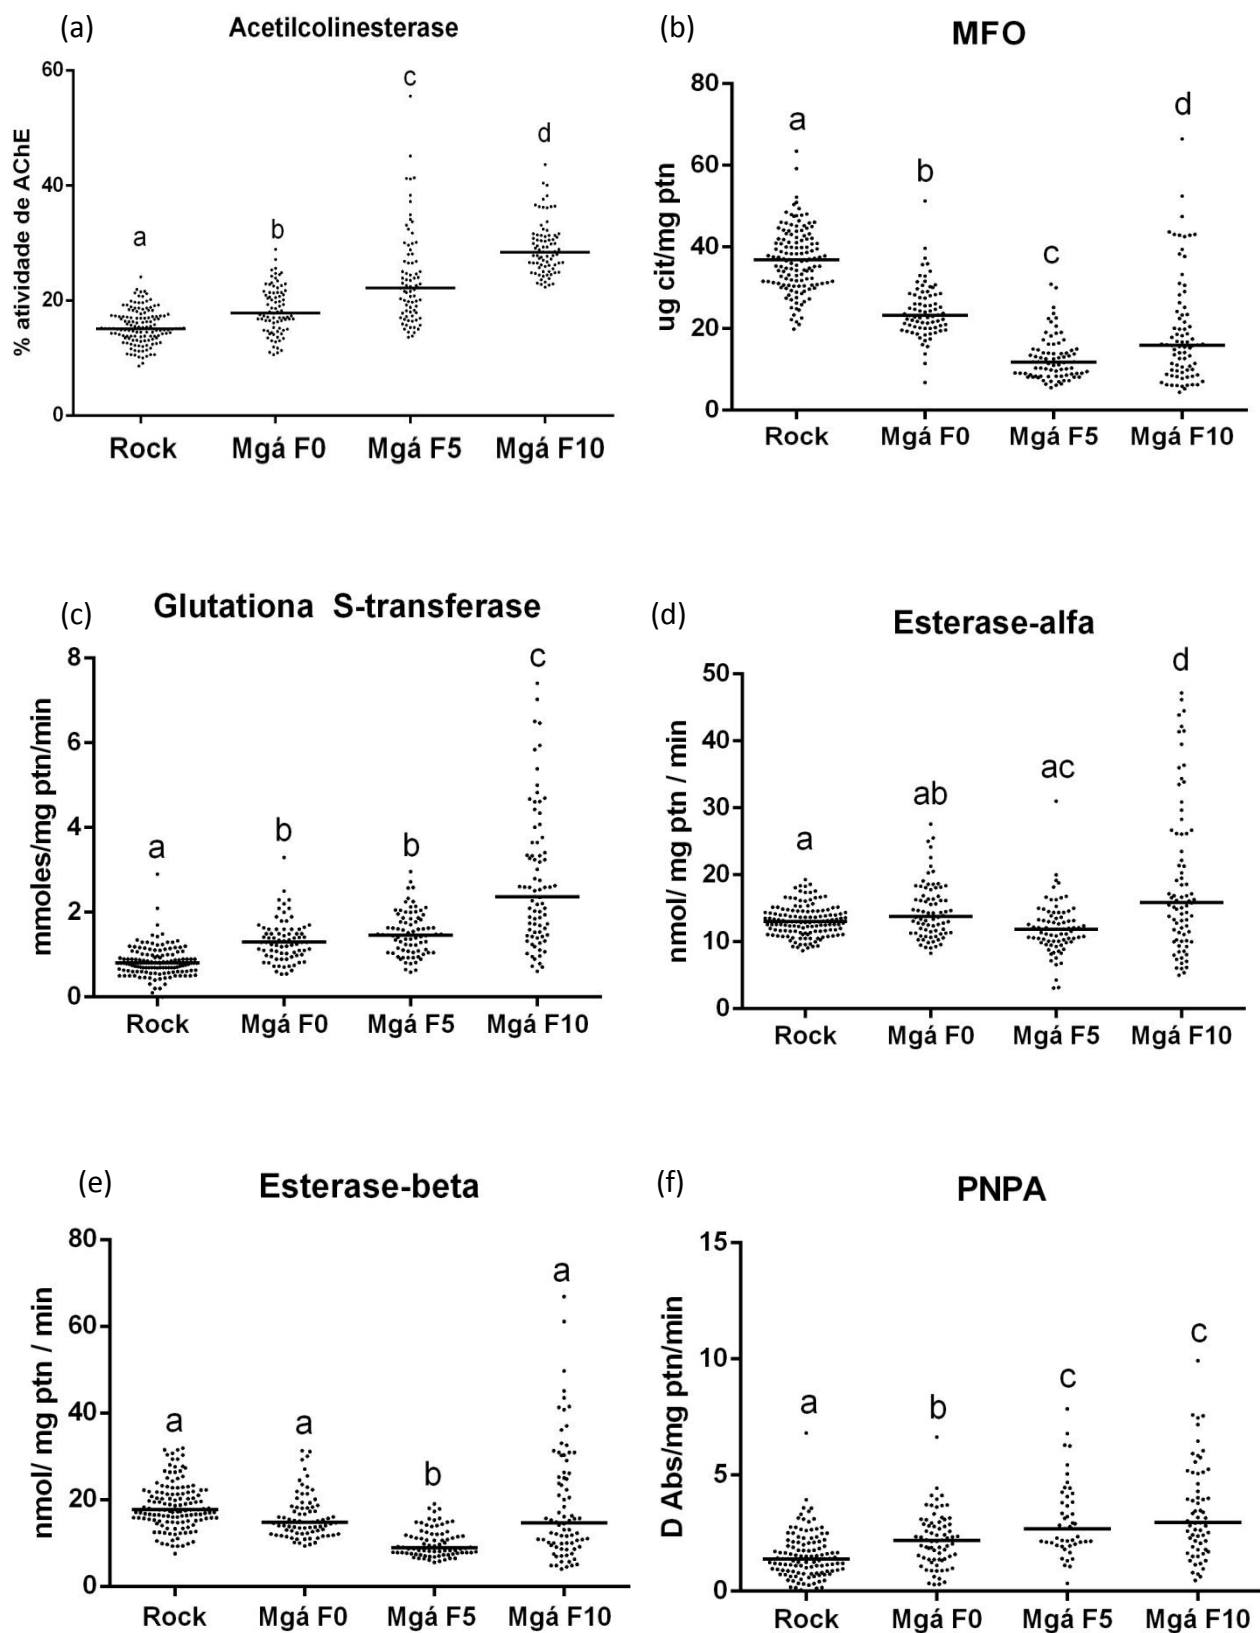 (a) Acetilcolinesterase
% atividade de AChE
60
40
20
0
a
b
c
d
Rock Mgá F0 Mgá F5 Mgá F10
(b) MFO
ug cit/mg ptn
80
60
40
20
0
a
b
c
d
Rock Mgá F0 Mgá F5 Mgá F10
(c) Glutationa S-transferase
mmoles/mg ptn/min
8
6
4
2
0
a
b
b
c
Rock Mgá F0 Mgá F5 Mgá F10
(d) Esterase-alfa
nmol/ mg ptn / min
50
40
30
20
10
0
a
ab
ac
d
Rock Mgá F0 Mgá F5 Mgá F10
(e) Esterase-beta
nmol/ mg ptn / min
80
60
40
20
0
a
a
b
a
Rock Mgá F0 Mgá F5 Mgá F10
(f) PNPA
D Abs/mg ptn/min
15
10
5
0
a
b
c
c
Rock Mgá F0 Mgá F5 Mgá F10